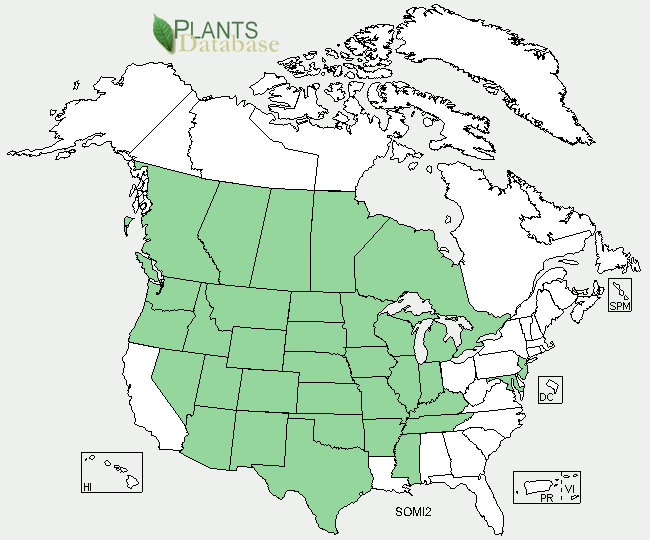 PLANTS
Database
SPM
DC
HI
PR
VI
SOMI2